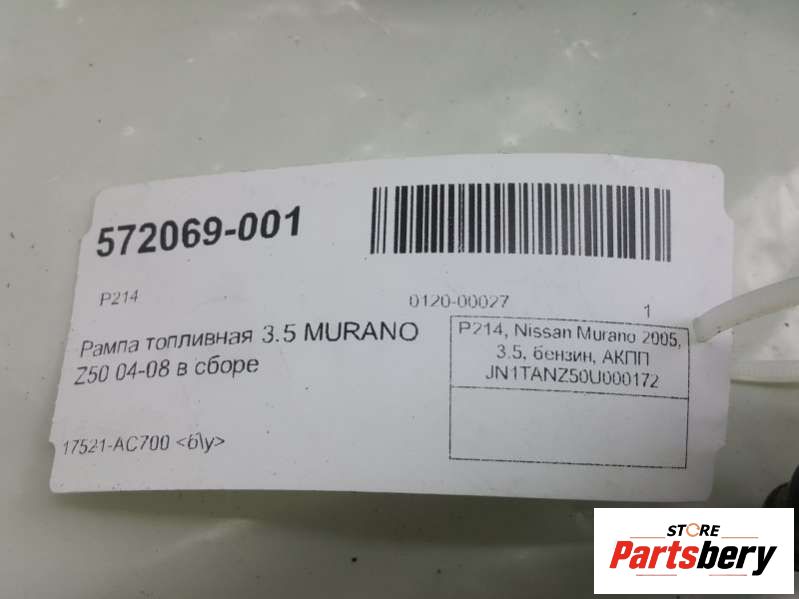 572069-001
P214
0120-00027
1
Рампа топливная 3.5 MURANO
Z50 04-08 в сборе
P214, Nissan Murano 2005,
3.5, бензин, АКПП
JN1TANZ50U000172
17521-AC700 <б\у>
STORE
Partsbery